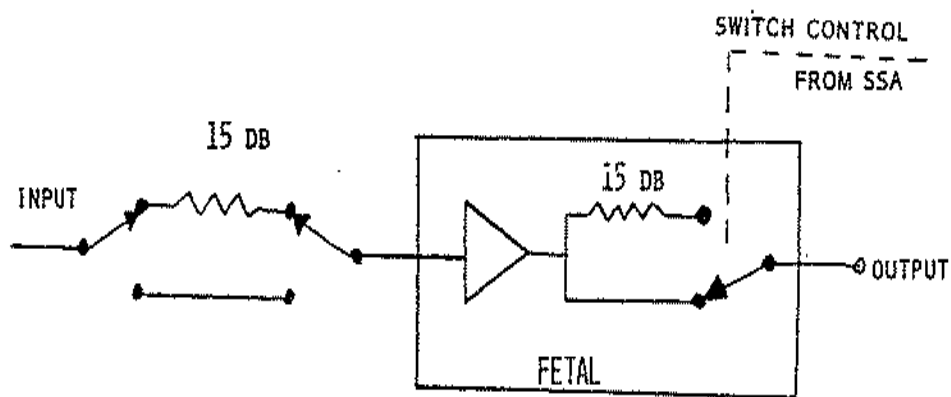 SWITCH CONTROL
FROM SSA
15 DB
15 DB
INPUT
OUTPUT
FETAL